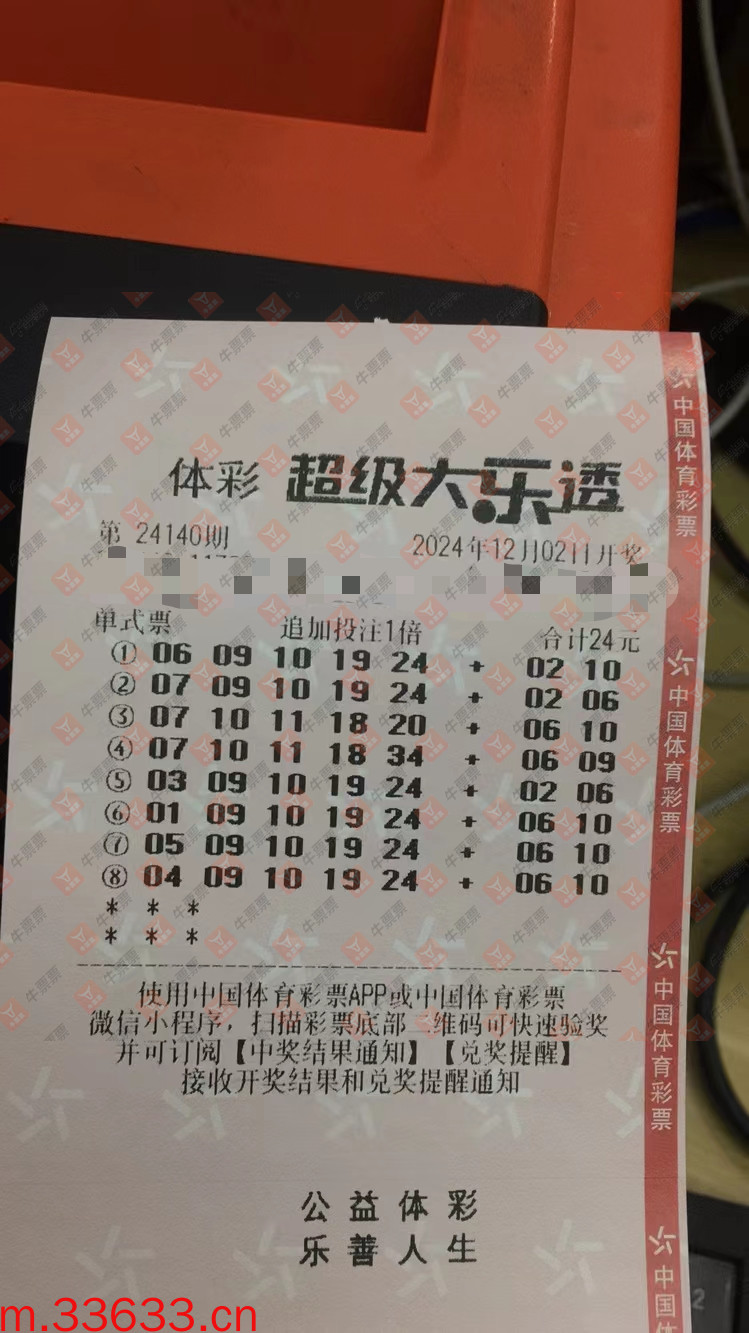 体彩 超级大乐透
第 24140期
2024年12月02日开奖
单式票 追加投注1倍 合计24元
① 06 09 10 19 24 + 02 10
② 07 09 10 19 24 + 02 06
③ 07 10 11 18 20 + 06 10
④ 07 10 11 18 34 + 06 09
⑤ 03 09 10 19 24 + 02 06
⑥ 01 09 10 19 24 + 06 10
⑦ 05 09 10 19 24 + 06 10
⑧ 04 09 10 19 24 + 06 10
* * *
* * *
使用中国体育彩票APP或中国体育彩票
微信小程序，扫描彩票底部二维码可快速验奖
并可订阅【中奖结果通知】【兑奖提醒】
接收开奖结果和兑奖提醒通知
公益体彩
乐善人生
中国体育彩票
中国体育彩票
中国体育彩票
中国体
牛票票
m.33633.cn
2